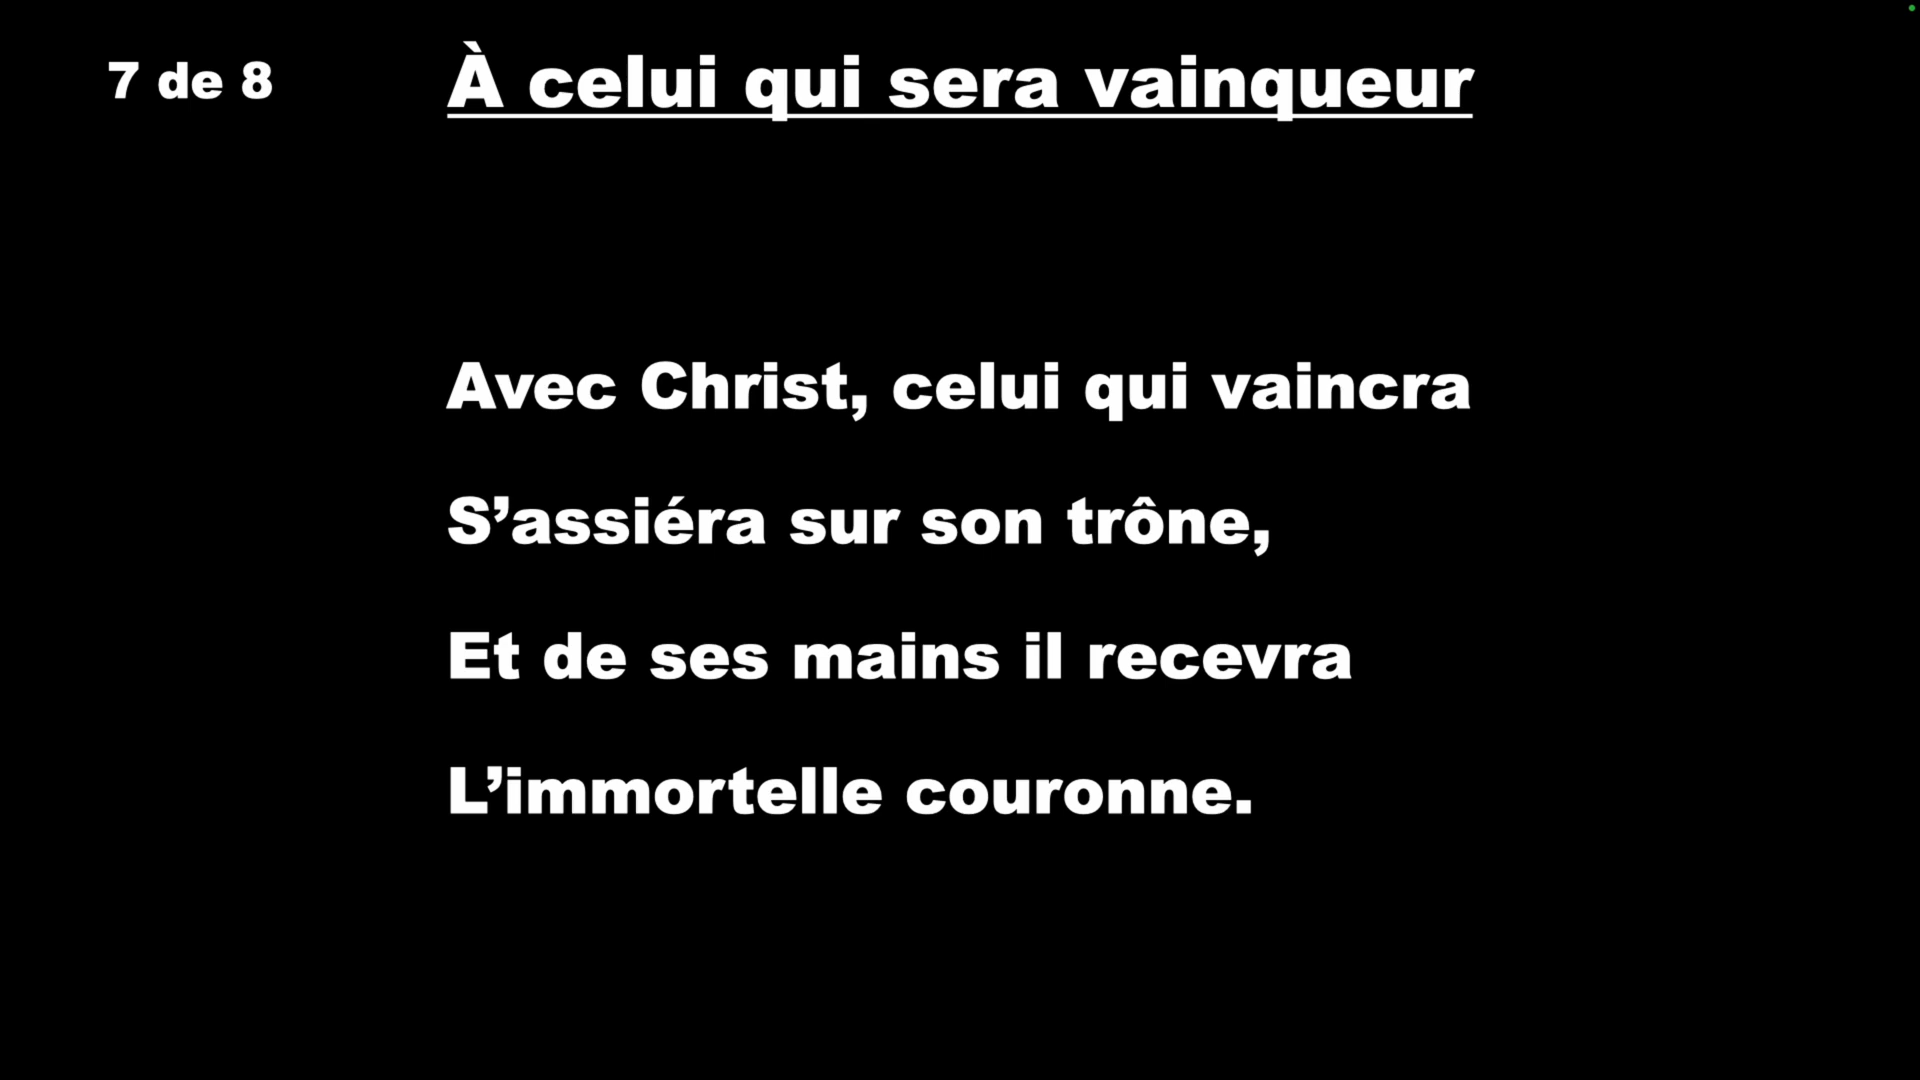 7 de 8
À celui qui sera vainqueur
Avec Christ, celui qui vaincra
S’assiéra sur son trône,
Et de ses mains il recevra
L’immortelle couronne.